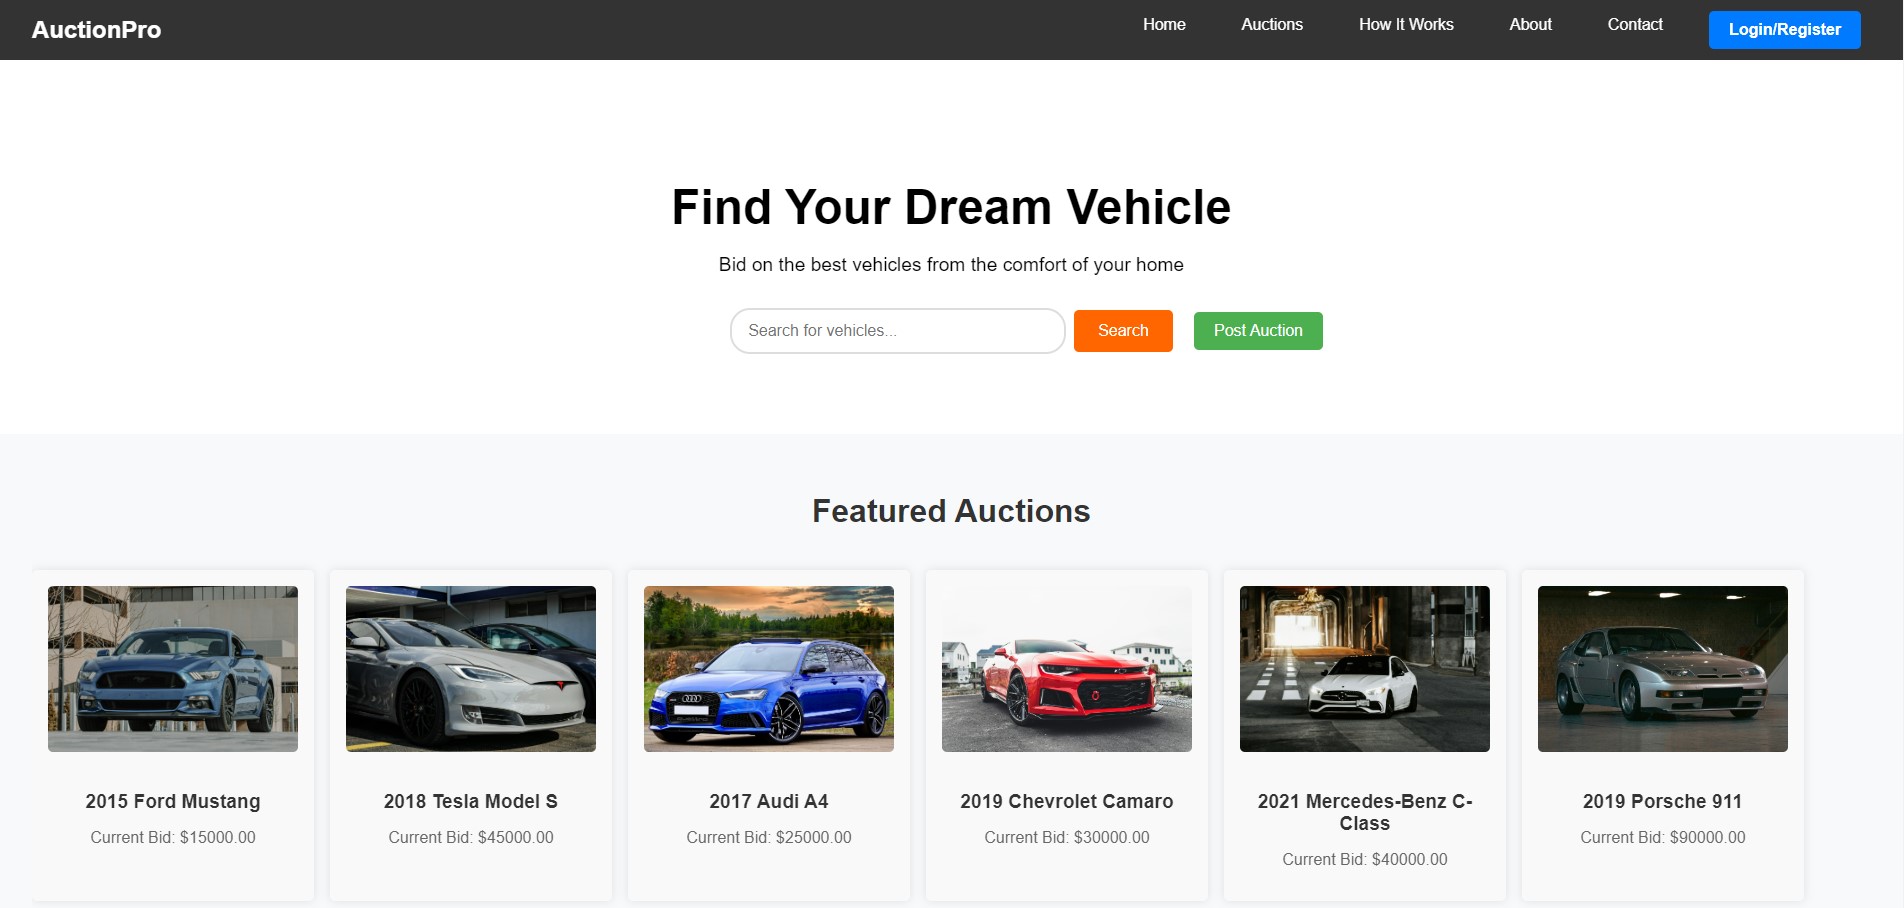 AuctionPro
Home
Auctions
How It Works
About
Contact
Login/Register
Find Your Dream Vehicle
Bid on the best vehicles from the comfort of your home
Search for vehicles...
Search
Post Auction
Featured Auctions
2015 Ford Mustang
Current Bid: $15000.00
2018 Tesla Model S
Current Bid: $45000.00
2017 Audi A4
Current Bid: $25000.00
2019 Chevrolet Camaro
Current Bid: $30000.00
2021 Mercedes-Benz C-
Class
Current Bid: $40000.00
2019 Porsche 911
Current Bid: $90000.00